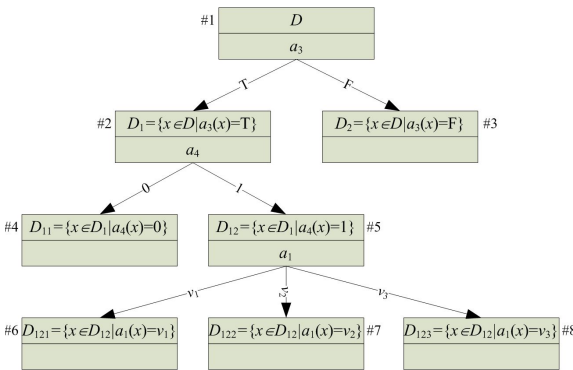 #1 D
a₃
T F
#2 D₁={x∈D|a₃(x)=T} D₂={x∈D|a₃(x)=F} #3
a₄
0 1
#4 D₁₁={x∈D₁|a₄(x)=0} D₁₂={x∈D₁|a₄(x)=1} #5
a₁
v₁ v₂ v₃
#6 D₁₂₁={x∈D₁₂|a₁(x)=v₁} D₁₂₂={x∈D₁₂|a₁(x)=v₂} #7 D₁₂₃={x∈D₁₂|a₁(x)=v₃} #8